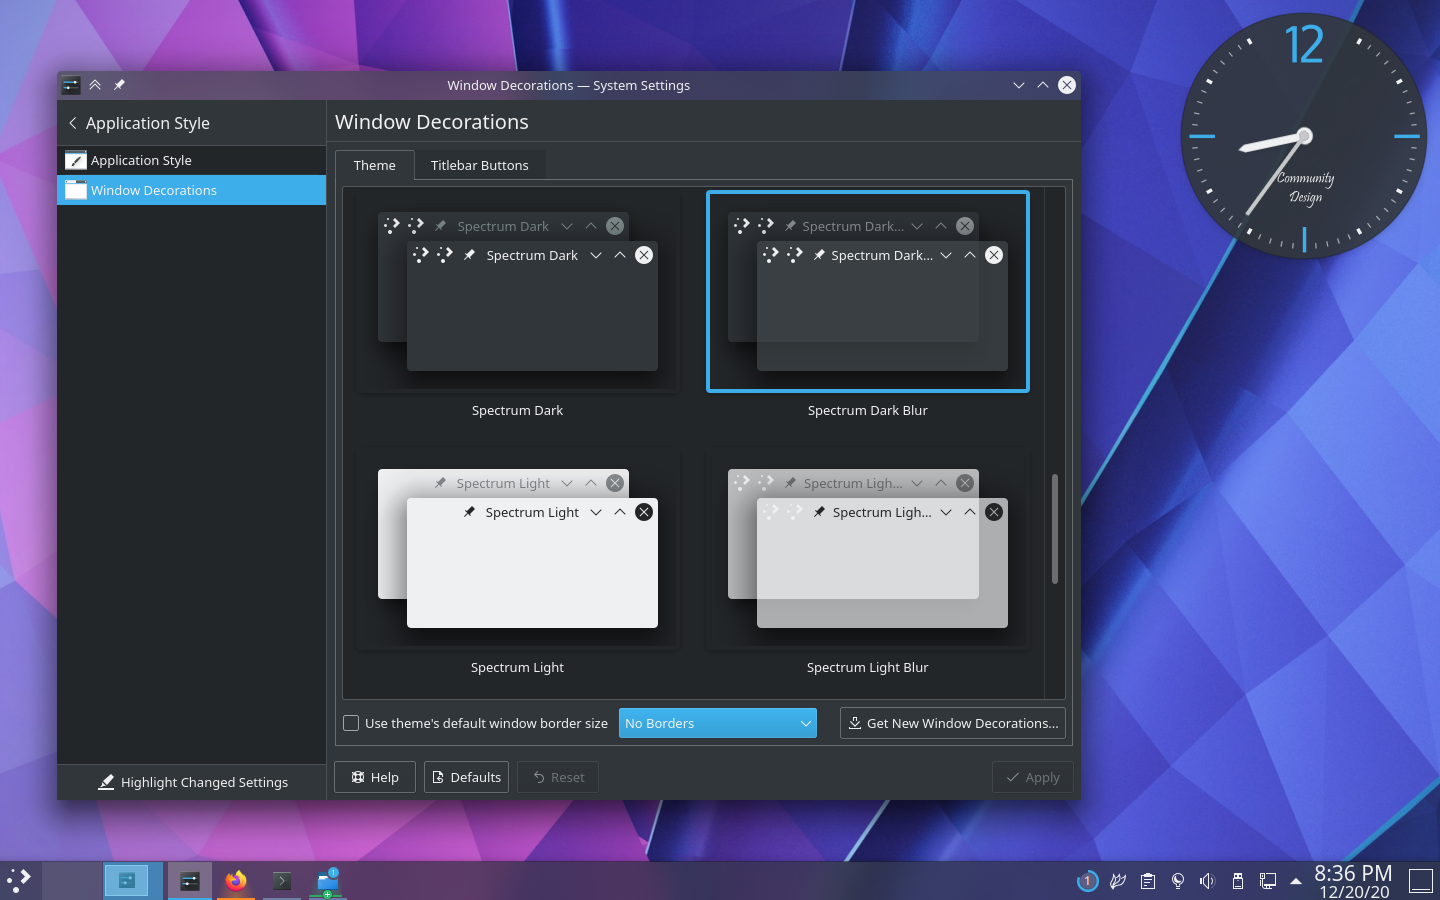 12
Community
Design
Window Decorations — System Settings
Application Style
Application Style
Window Decorations
Highlight Changed Settings
Window Decorations
Theme
Titlebar Buttons
Spectrum Dark
Spectrum Dark
Spectrum Dark
Spectrum Dark...
Spectrum Dark...
Spectrum Dark Blur
Spectrum Light
Spectrum Light
Spectrum Light
Spectrum Ligh...
Spectrum Ligh...
Spectrum Light Blur
Use theme's default window border size
No Borders
Get New Window Decorations...
Help
Defaults
Reset
Apply
1
1
8:36 PM
12/20/20